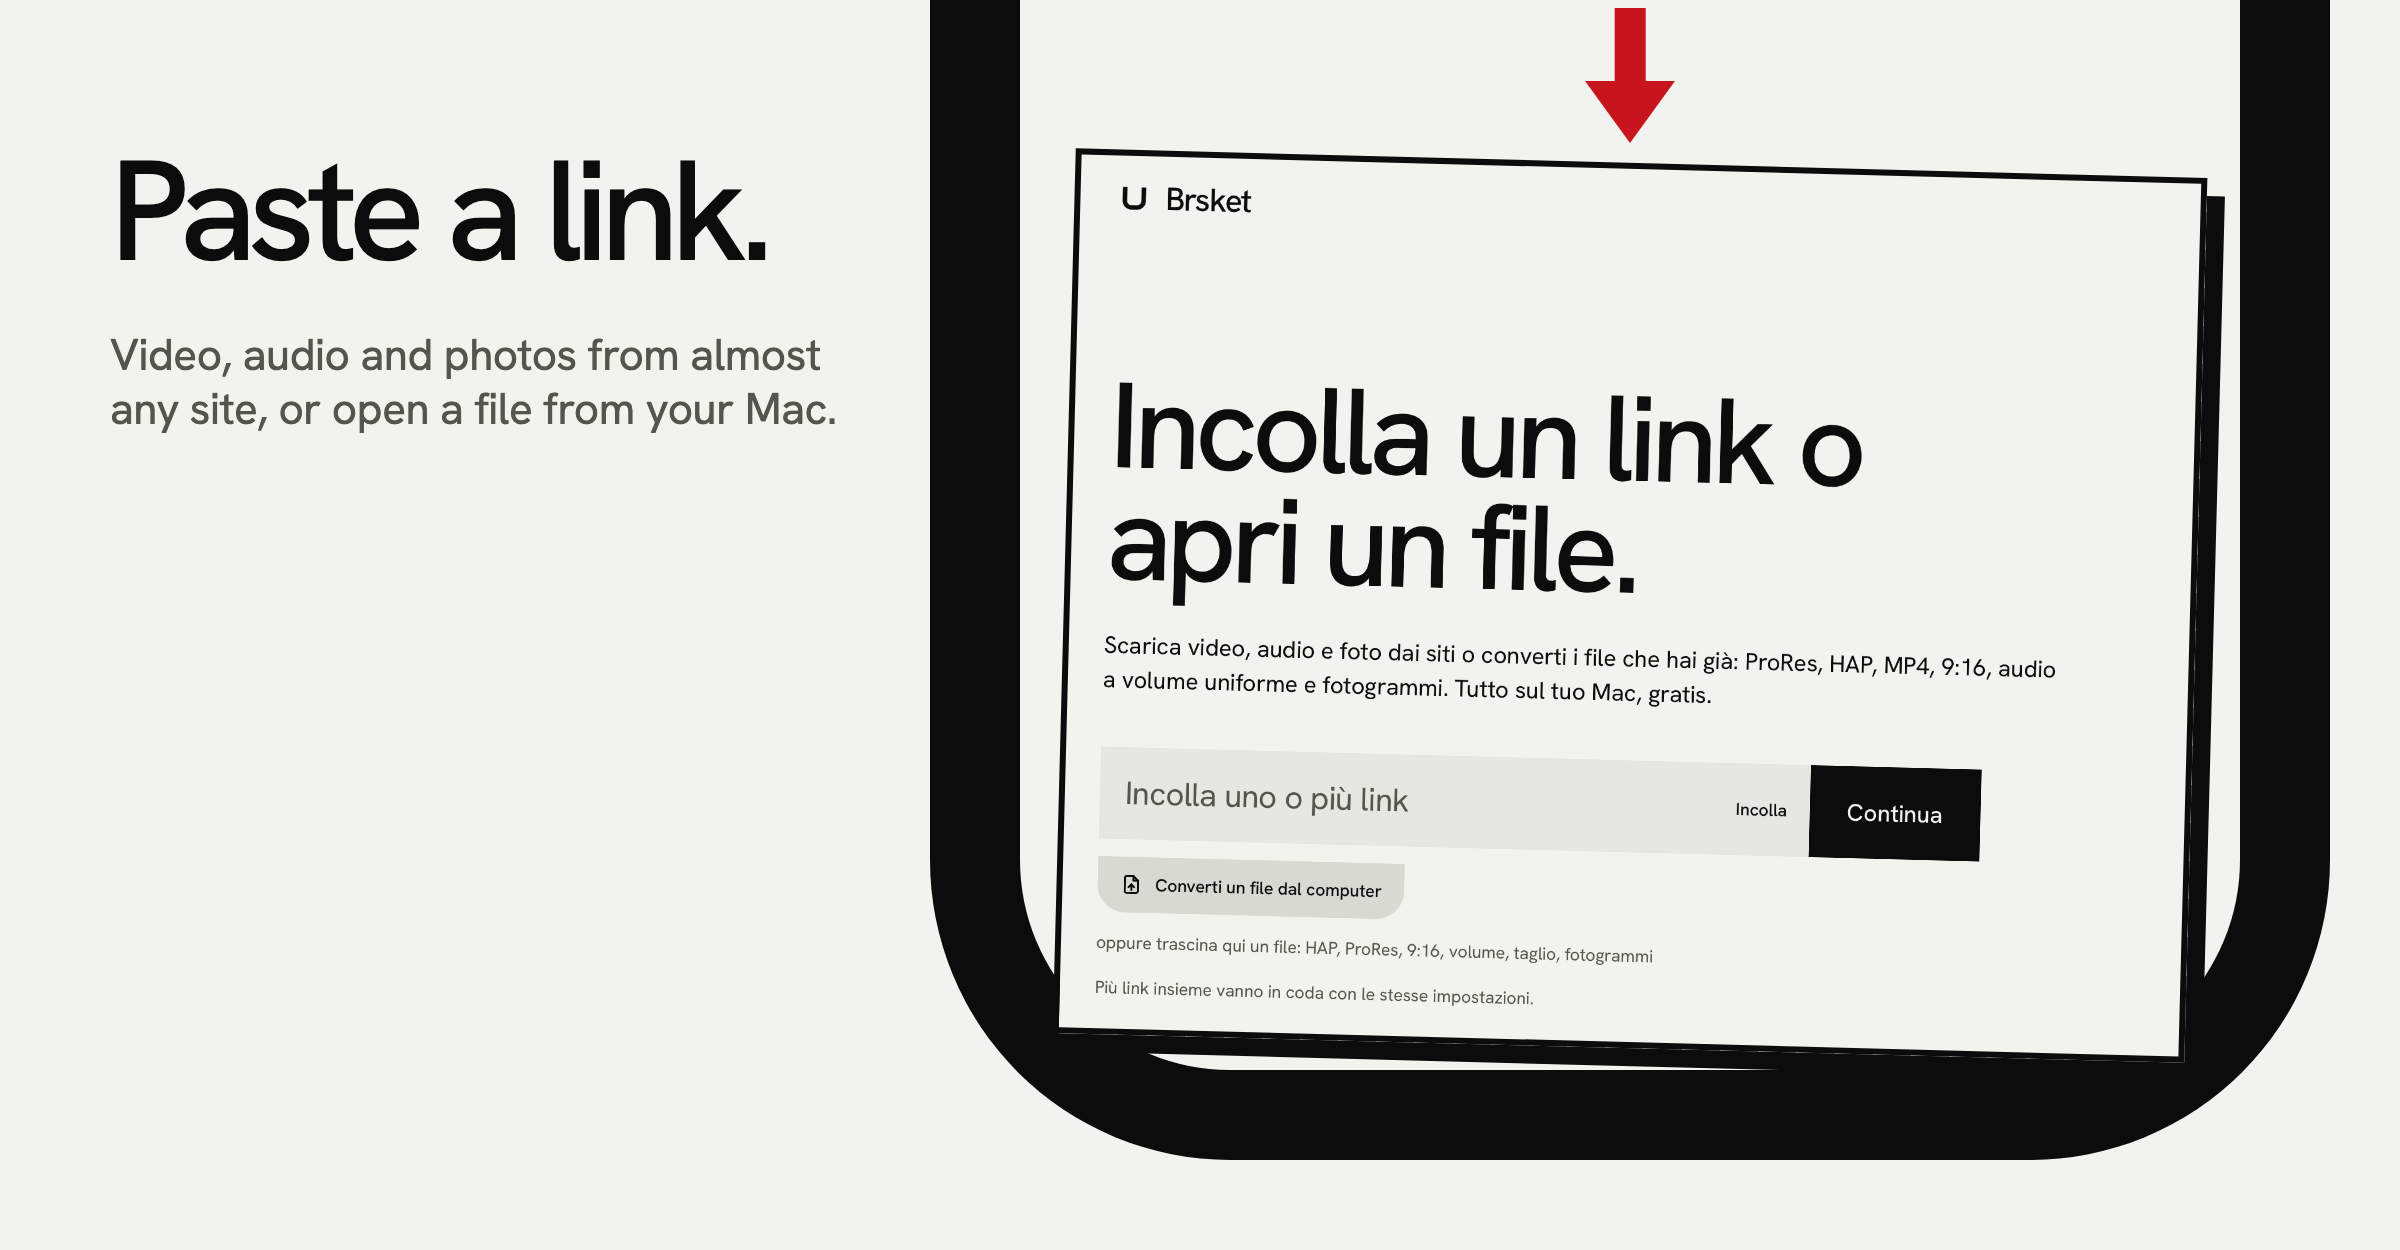 Paste a link.
Video, audio and photos from almost
any site, or open a file from your Mac.
Brsket
Incolla un link o
apri un file.
Scarica video, audio e foto dai siti o converti i file che hai già: ProRes, HAP, MP4, 9:16, audio
a volume uniforme e fotogrammi. Tutto sul tuo Mac, gratis.
Incolla uno o più link
Incolla
Continua
Converti un file dal computer
oppure trascina qui un file: HAP, ProRes, 9:16, volume, taglio, fotogrammi
Più link insieme vanno in coda con le stesse impostazioni.